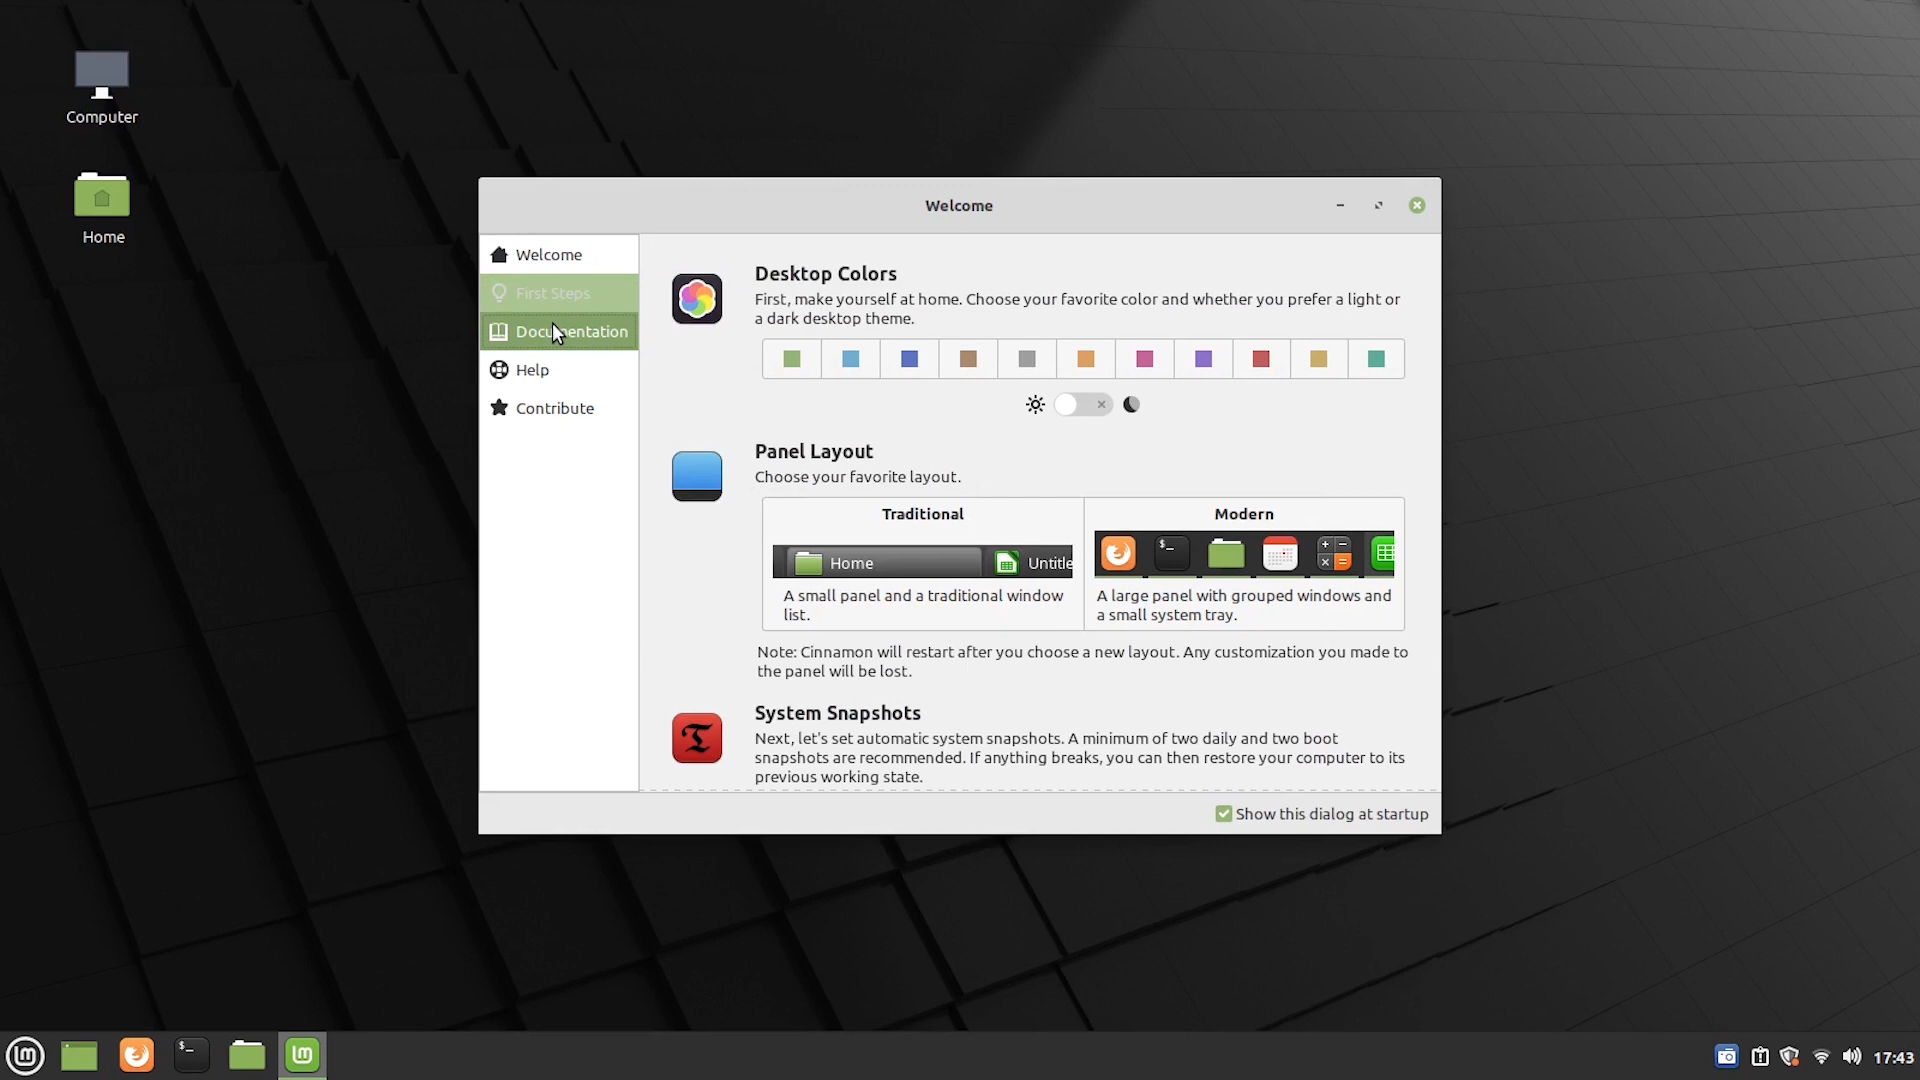 Computer
Home
Welcome
Welcome
First Steps
Documentation
Help
Contribute
Desktop Colors
First, make yourself at home. Choose your favorite color and whether you prefer a light or
a dark desktop theme.
Panel Layout
Choose your favorite layout.
Traditional
Home
Untitle
A small panel and a traditional window
list.
Modern
$_
A large panel with grouped windows and
a small system tray.
Note: Cinnamon will restart after you choose a new layout. Any customization you made to
the panel will be lost.
System Snapshots
Next, let's set automatic system snapshots. A minimum of two daily and two boot
snapshots are recommended. If anything breaks, you can then restore your computer to its
previous working state.
Show this dialog at startup
$_
17:43